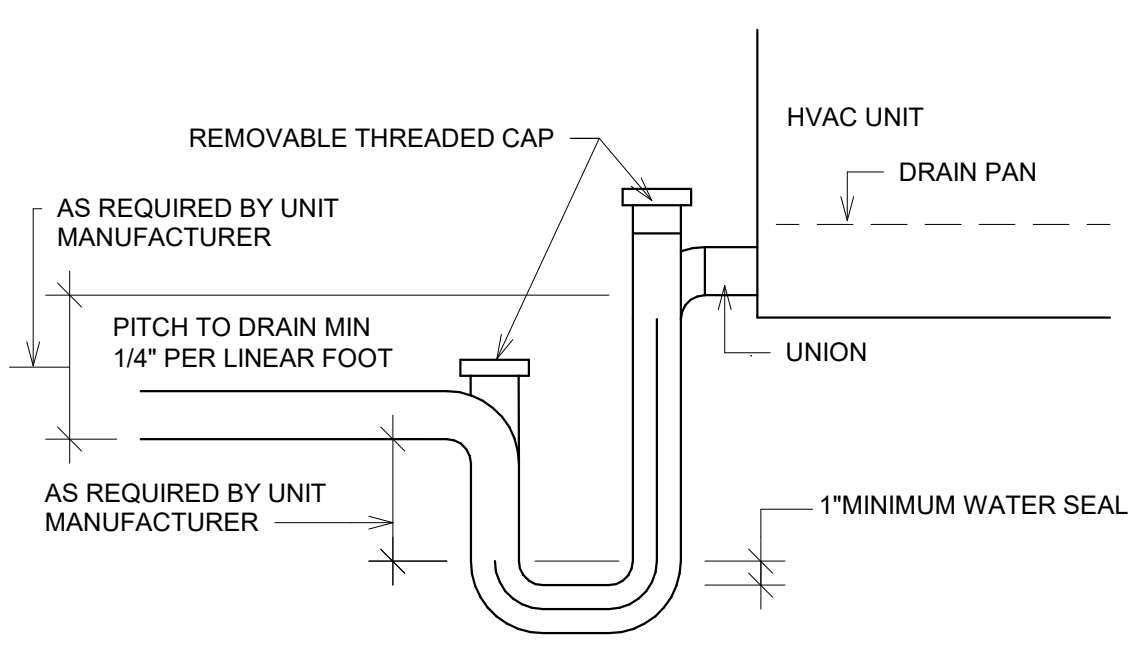 HVAC UNIT
REMOVABLE THREADED CAP
DRAIN PAN
AS REQUIRED BY UNIT
MANUFACTURER
PITCH TO DRAIN MIN
1/4" PER LINEAR FOOT
UNION
AS REQUIRED BY UNIT
MANUFACTURER
1"MINIMUM WATER SEAL